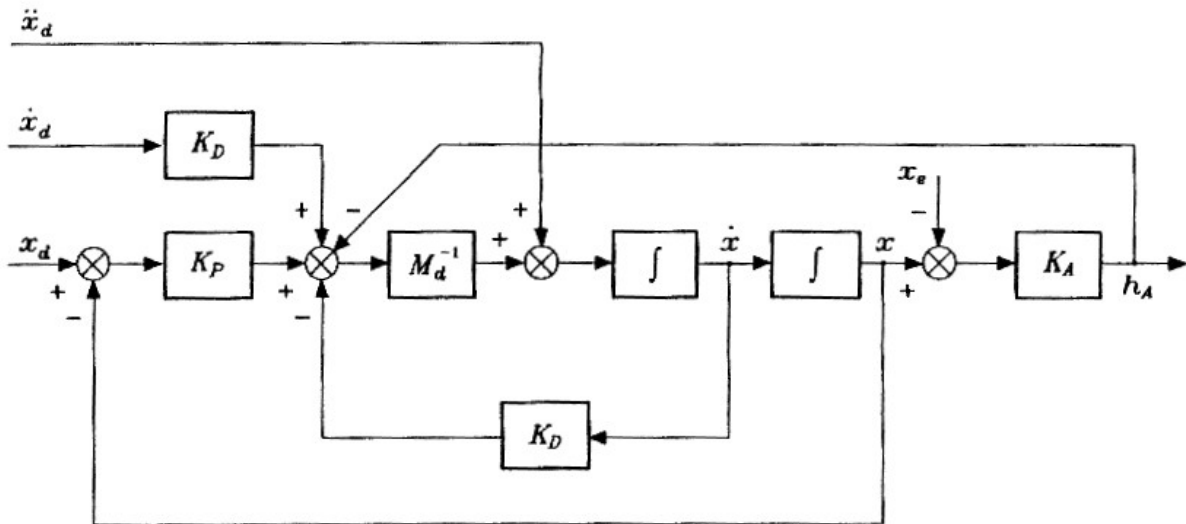 ẍ_d
ẋ_d
K_D
+
−
x_e
−
+
x_d
+
−
K_P
+
−
M_d⁻¹
+
∫
ẋ
∫
x
+
K_A
h_A
K_D